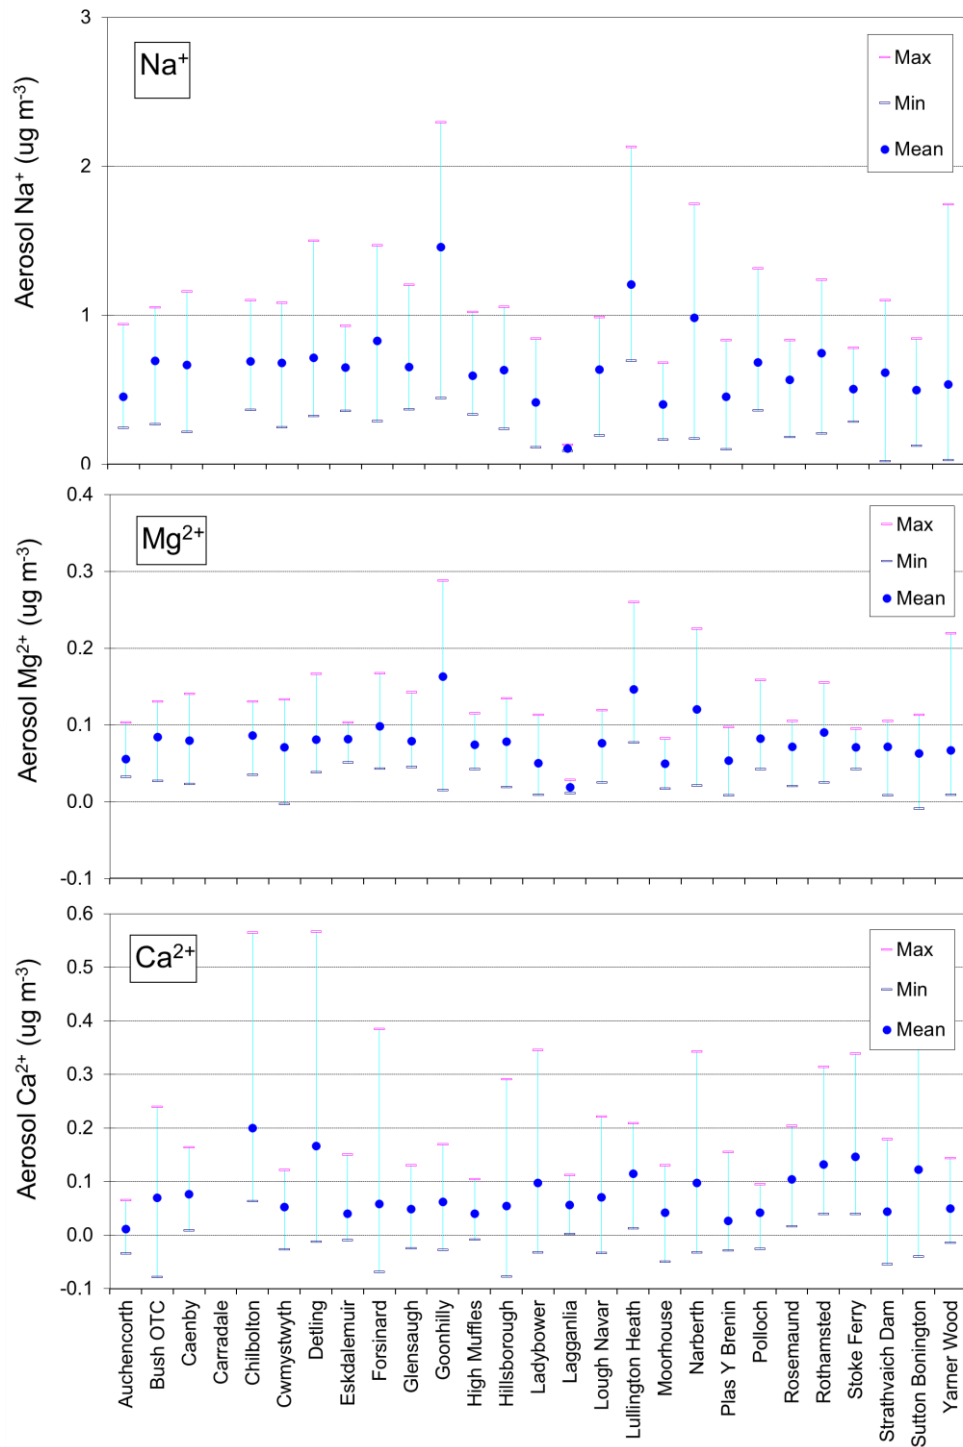 Na+
Aerosol Na+ (ug m-3)
3
2
1
0
Max
Min
Mean
Mg2+
Aerosol Mg2+ (ug m-3)
0.4
0.3
0.2
0.1
0.0
-0.1
Max
Min
Mean
Ca2+
Aerosol Ca2+ (ug m-3)
0.6
0.5
0.4
0.3
0.2
0.1
0.0
-0.1
Max
Min
Mean
Auchencorth
Bush OTC
Caenby
Carradale
Chilbolton
Cwmystwyth
Detling
Eskdalemuir
Forsinard
Glensaugh
Goonhilly
High Muffles
Hillsborough
Ladybower
Lagganlia
Lough Navar
Lullington Heath
Moorhouse
Narberth
Plas Y Brenin
Polloch
Rosemaund
Rothamsted
Stoke Ferry
Strathvaich Dam
Sutton Bonington
Yarner Wood